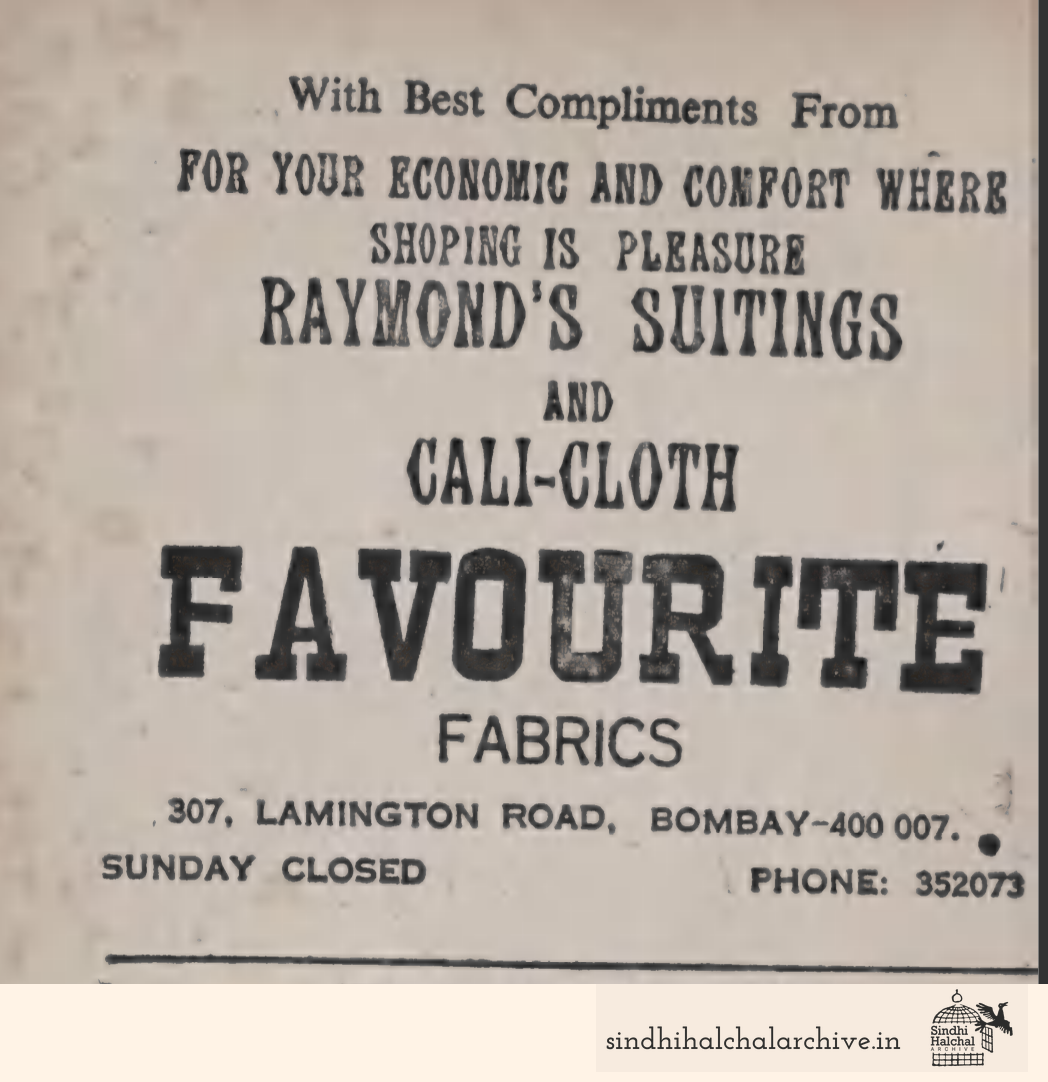 With Best Compliments From
FOR YOUR ECONOMIC AND COMFORT WHERE
SHOPING IS PLEASURE
RAYMOND'S SUITINGS
AND
CALI-CLOTH
FAVOURITE
FABRICS
307, LAMINGTON ROAD, BOMBAY-400 007.
SUNDAY CLOSED PHONE: 352073
sindhihalchalarchive.in
Sindhi
Halchal
ARCHIVE